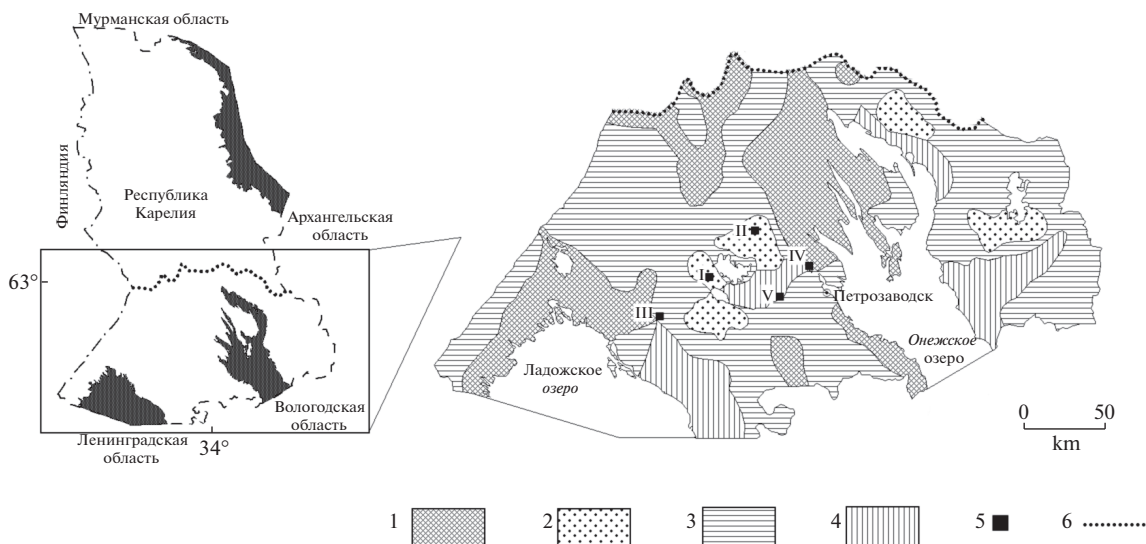 Мурманская область
Финляндия
Республика
Карелия
Архангельская
область
63°
Вологодская
область
Ленинградская
область
34°
II
IV
I
V
Петрозаводск
III
Онежское
озеро
Ладожское
озеро
0 50
km
1 2 3 4 5 6